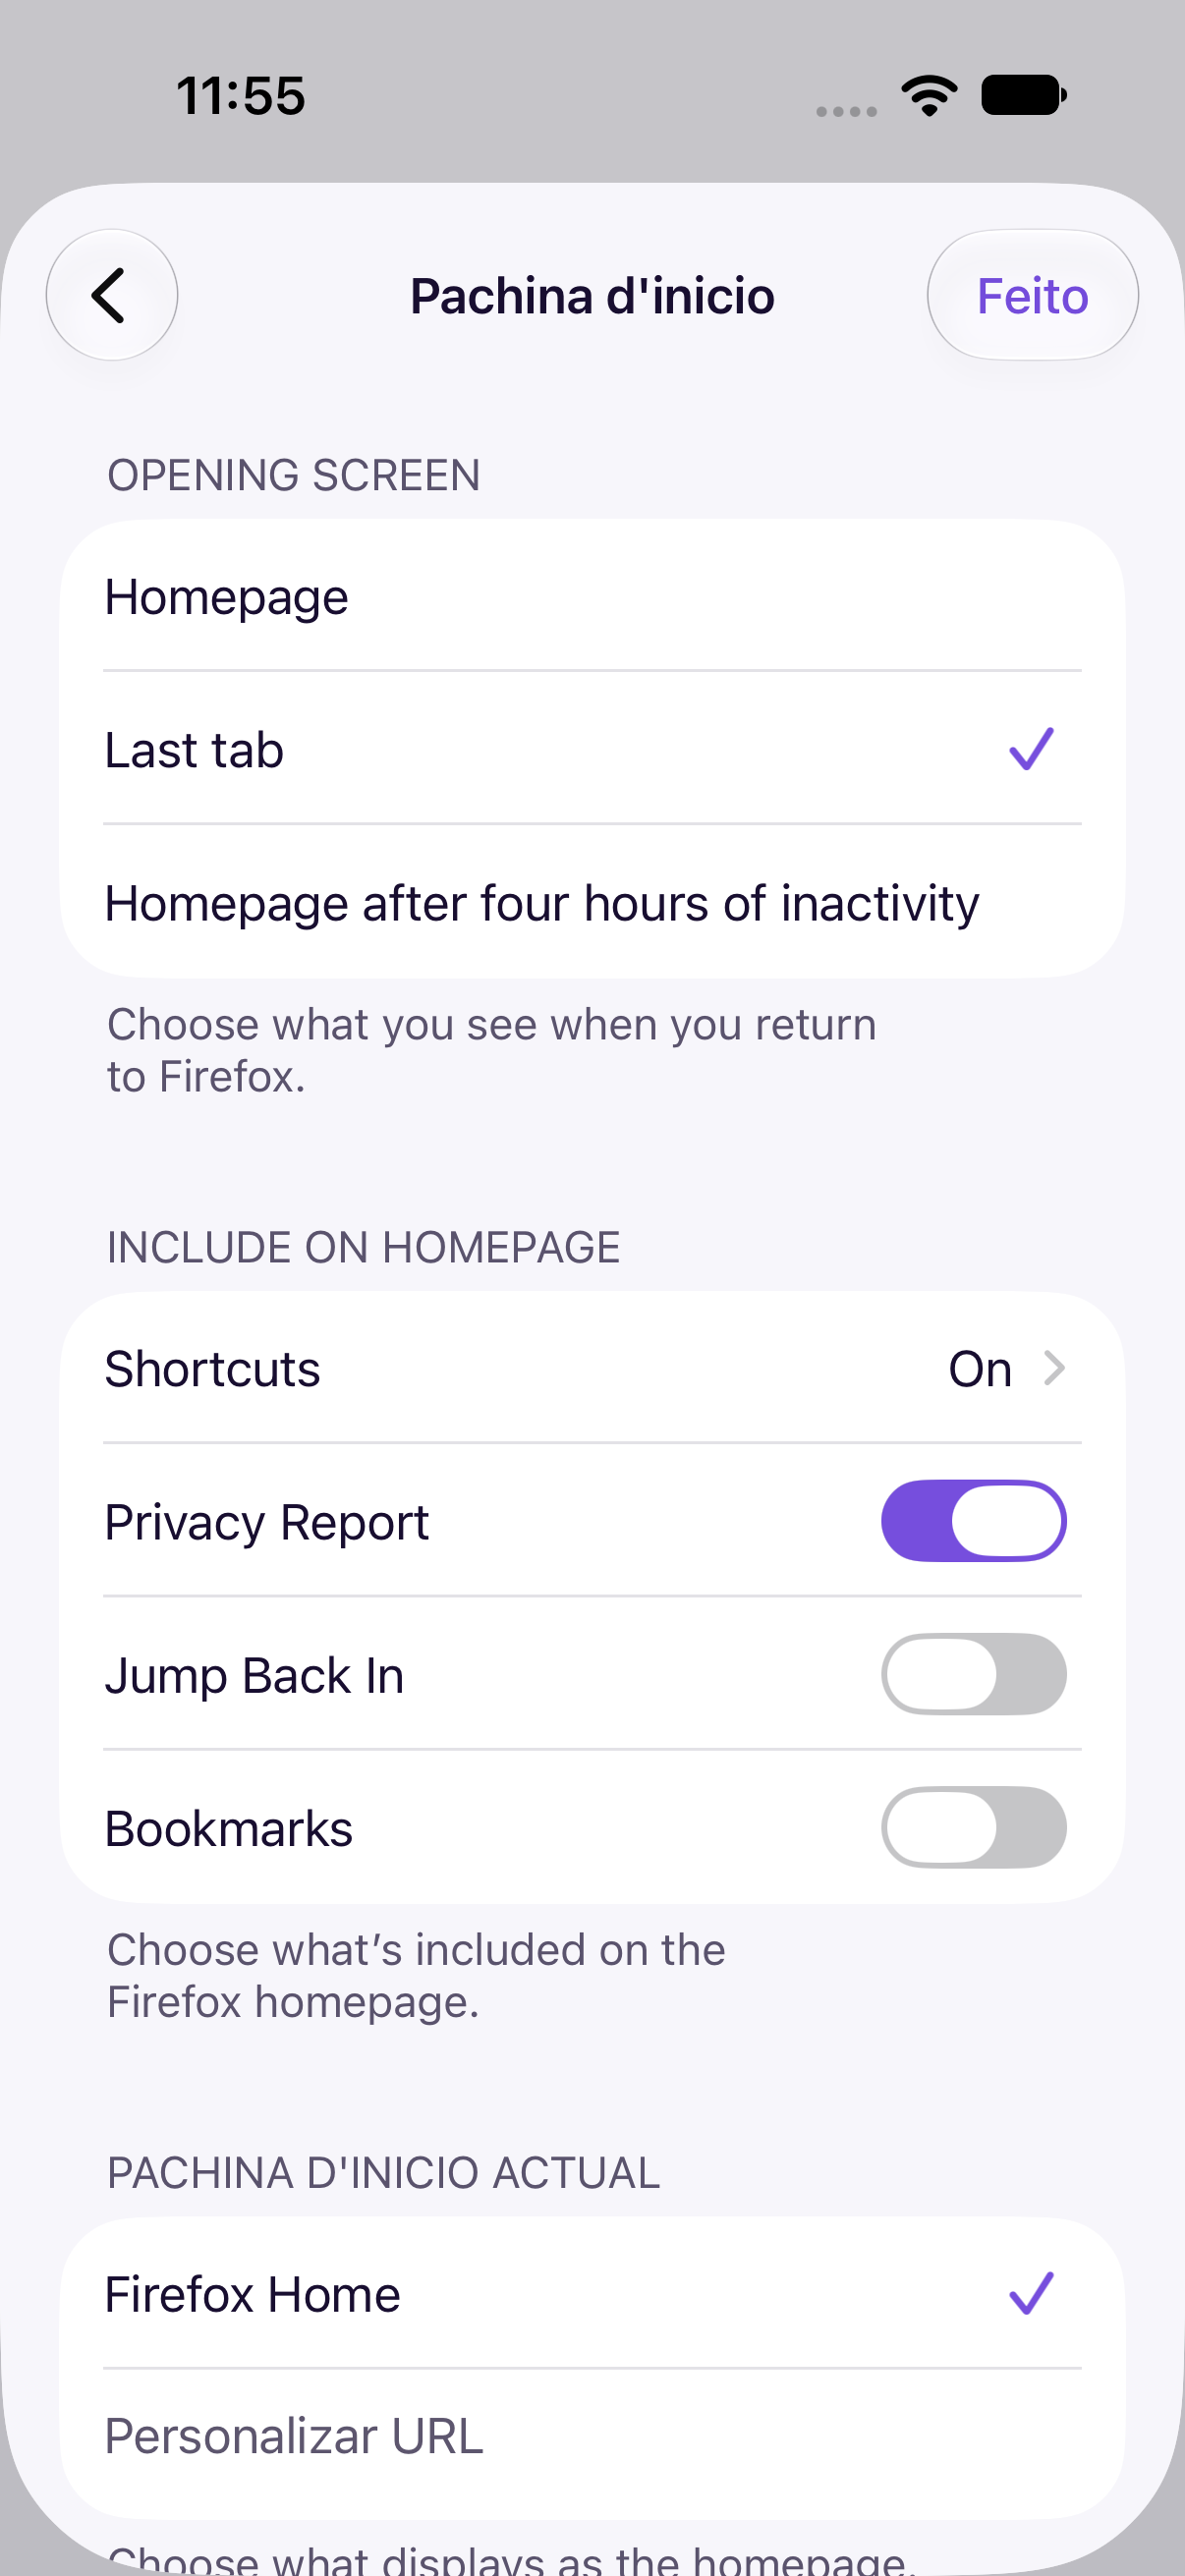 11:55
Pachina d'inicio
Feito
OPENING SCREEN
Homepage
Last tab
Homepage after four hours of inactivity
Choose what you see when you return
to Firefox.
INCLUDE ON HOMEPAGE
Shortcuts On
Privacy Report
Jump Back In
Bookmarks
Choose what’s included on the
Firefox homepage.
PACHINA D'INICIO ACTUAL
Firefox Home
Personalizar URL
Choose what displays as the homepage.